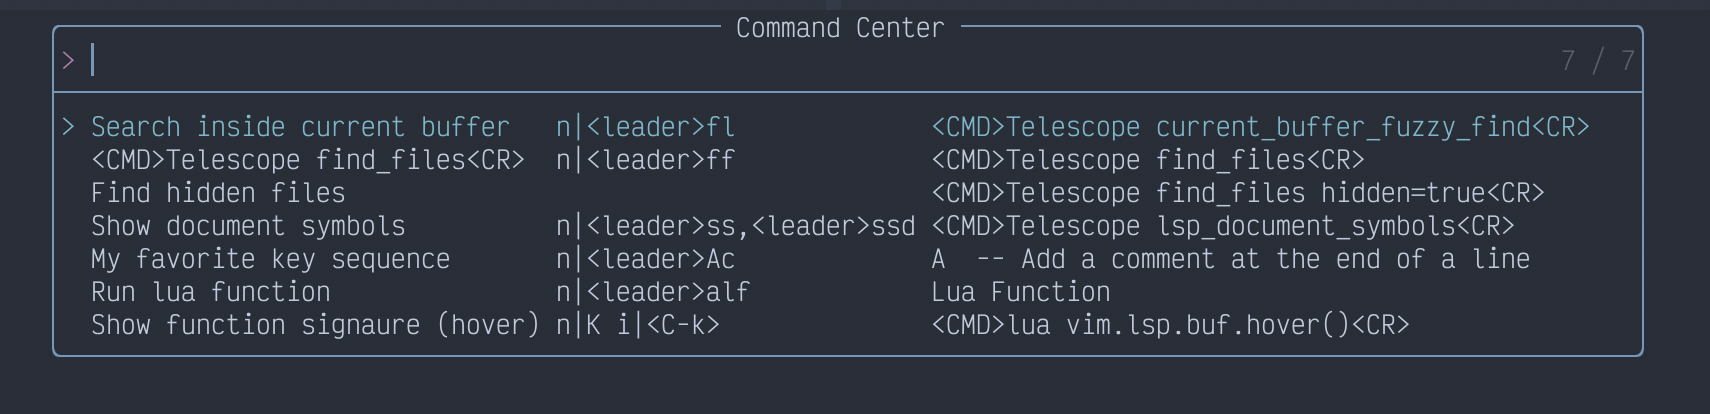 Command Center
> 7 / 7
> Search inside current buffer n|<leader>fl <CMD>Telescope current_buffer_fuzzy_find<CR>
<CMD>Telescope find_files<CR> n|<leader>ff <CMD>Telescope find_files<CR>
Find hidden files <CMD>Telescope find_files hidden=true<CR>
Show document symbols n|<leader>ss,<leader>ssd <CMD>Telescope lsp_document_symbols<CR>
My favorite key sequence n|<leader>Ac A -- Add a comment at the end of a line
Run lua function n|<leader>alf Lua Function
Show function signaure (hover) n|K i|<C-k> <CMD>lua vim.lsp.buf.hover()<CR>